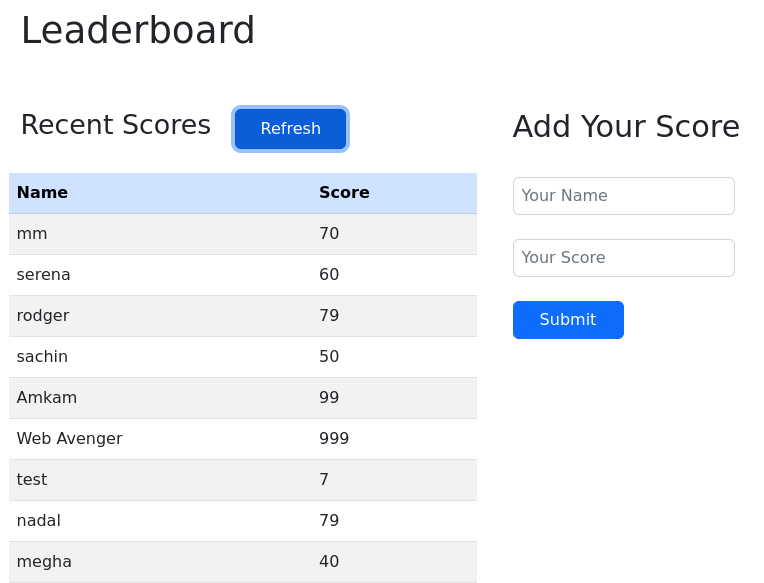 Leaderboard
Recent Scores Refresh
Name Score
mm 70
serena 60
rodger 79
sachin 50
Amkam 99
Web Avenger 999
test 7
nadal 79
megha 40
Add Your Score
Your Name
Your Score
Submit